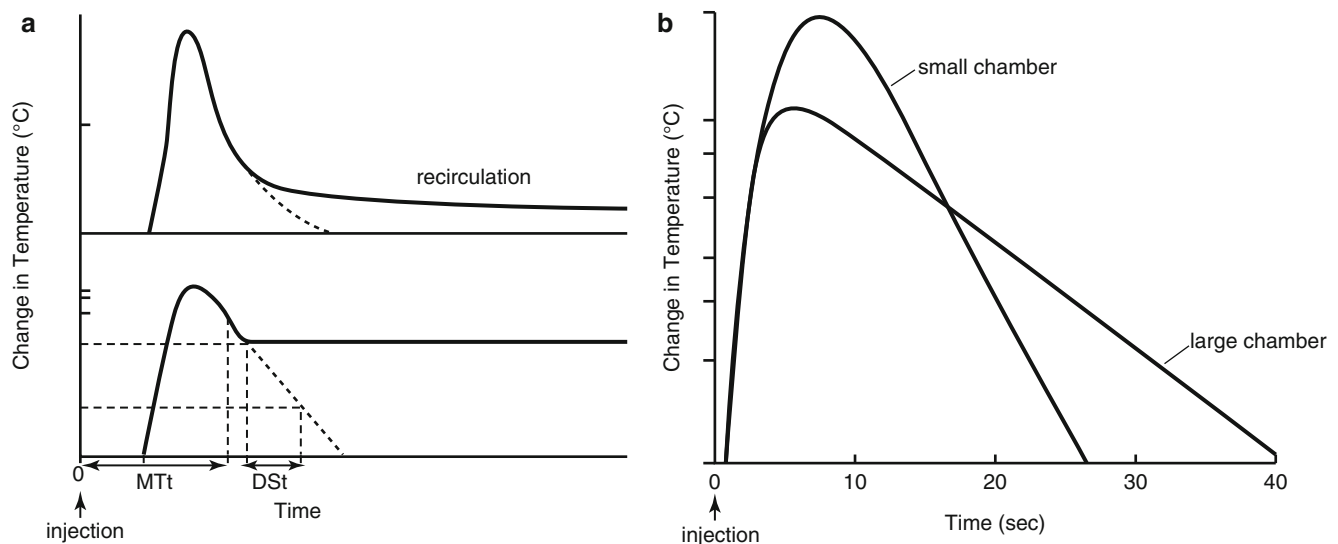 a
Change in Temperature (°C)
recirculation
0
MTt
DSt
Time
injection
b
Change in Temperature (°C)
small chamber
large chamber
0
10
20
30
40
Time (sec)
injection